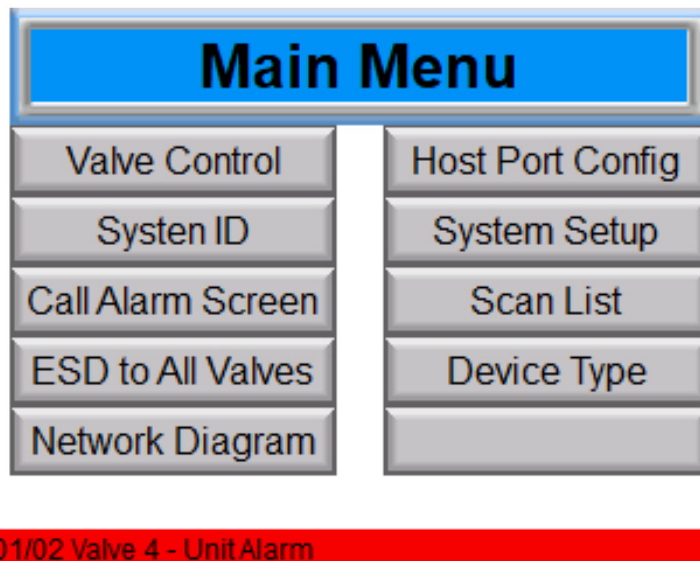 Main Menu
Valve Control
Host Port Config
Systen ID
System Setup
Call Alarm Screen
Scan List
ESD to All Valves
Device Type
Network Diagram
01/02 Valve 4 - Unit Alarm